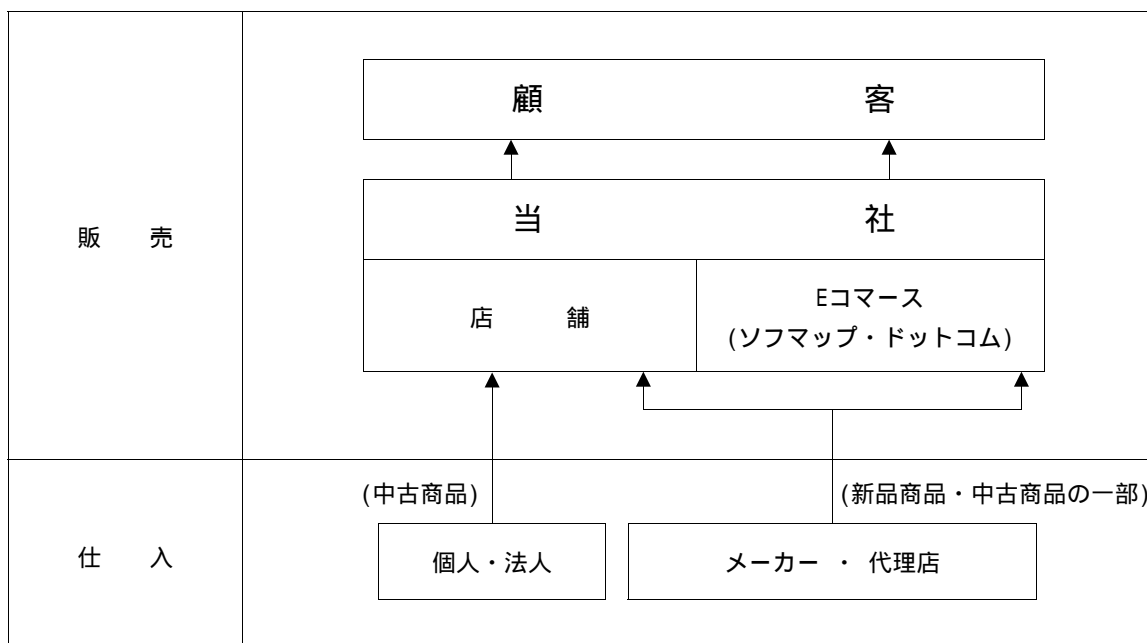 顧 客
当 社
販 売
店 舗
Eコマース
(ソフマップ・ドットコム)
(中古商品)
(新品商品・中古商品の一部)
仕 入
個人・法人
メーカー ・ 代理店